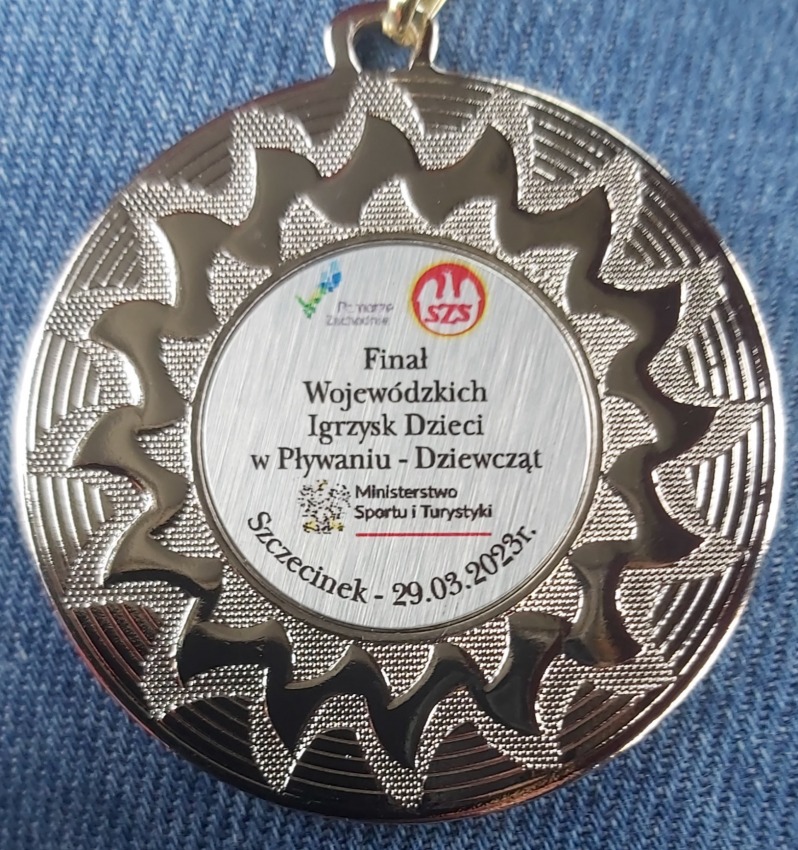 Pomorze
Zachodnie
SZS
Finał
Wojewódzkich
Igrzysk Dzieci
w Pływaniu - Dziewcząt
Ministerstwo
Sportu i Turystyki
Szczecinek - 29.03.2023r.